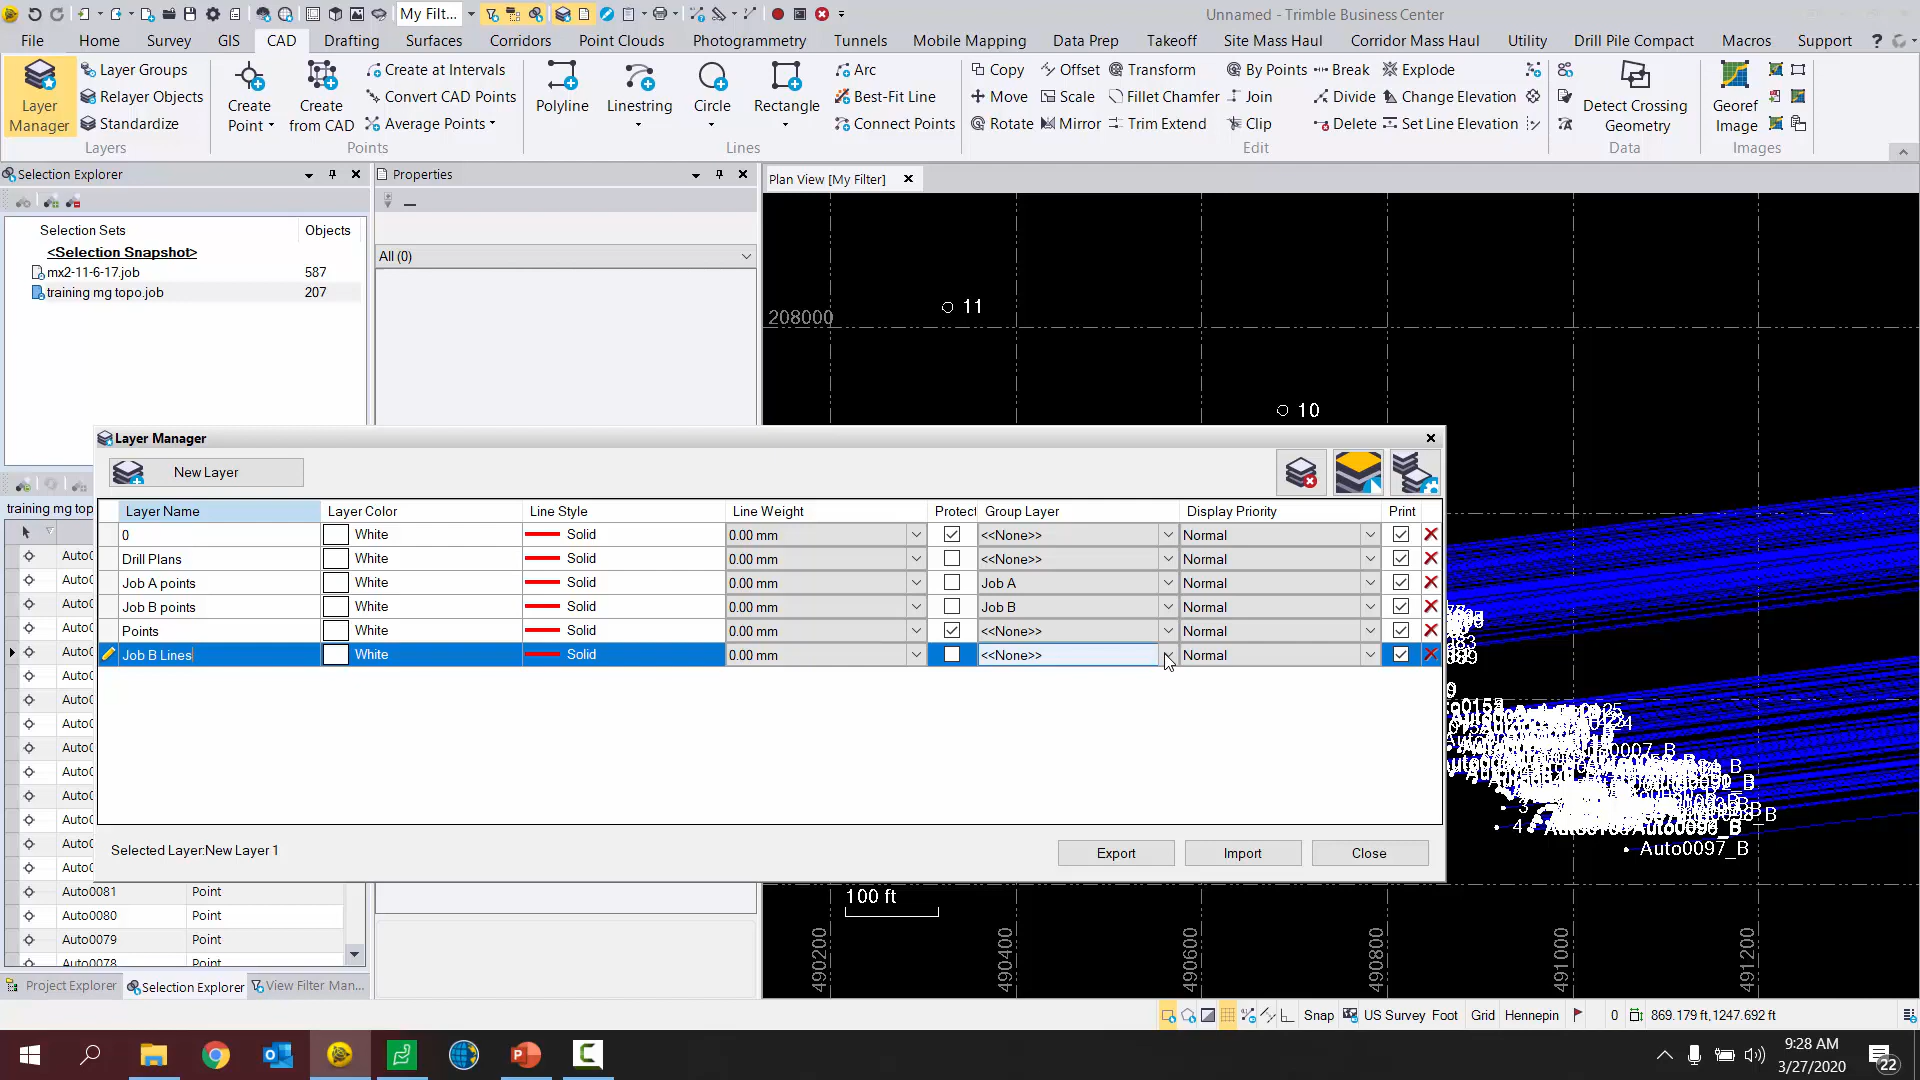 My Filt...
Unnamed - Trimble Business Center
File Home Survey GIS CAD Drafting Surfaces Corridors Point Clouds Photogrammetry Tunnels Mobile Mapping Data Prep Takeoff Site Mass Haul Corridor Mass Haul Utility Drill Pile Compact Macros Support
Layer Manager
Layer Groups
Relayer Objects
Standardize
Layers
Create Point
Create from CAD
Create at Intervals
Convert CAD Points
Average Points
Points
Polyline
Linestring
Circle
Rectangle
Arc
Best-Fit Line
Connect Points
Lines
Copy Offset Transform By Points Break Explode
Move Scale Fillet Chamfer Join Divide Change Elevation
Rotate Mirror Trim Extend Clip Delete Set Line Elevation
Edit
Detect Crossing Geometry
Data
Georef Image
Images
Selection Explorer
Properties
Plan View [My Filter]
Selection Sets Objects
<Selection Snapshot>
mx2-11-6-17.job 587
training mg topo.job 207
All (0)
11
208000
10
Layer Manager
New Layer
Layer Name Layer Color Line Style Line Weight Protect Group Layer Display Priority Print
0 White Solid 0.00 mm <<None>> Normal
Drill Plans White Solid 0.00 mm <<None>> Normal
Job A points White Solid 0.00 mm Job A Normal
Job B points White Solid 0.00 mm Job B Normal
Points White Solid 0.00 mm <<None>> Normal
Job B Lines White Solid 0.00 mm <<None>> Normal
Selected Layer:New Layer 1
Export Import Close
training mg top
Auto0081 Point
Auto0080 Point
Auto0079 Point
Auto0078 Point
Auto0097_B
100 ft
490200 490400 490600 490800 491000 491200
Project Explorer Selection Explorer View Filter Man...
Snap US Survey Foot Grid Hennepin 0 869.179 ft,1247.692 ft
9:28 AM
3/27/2020
22